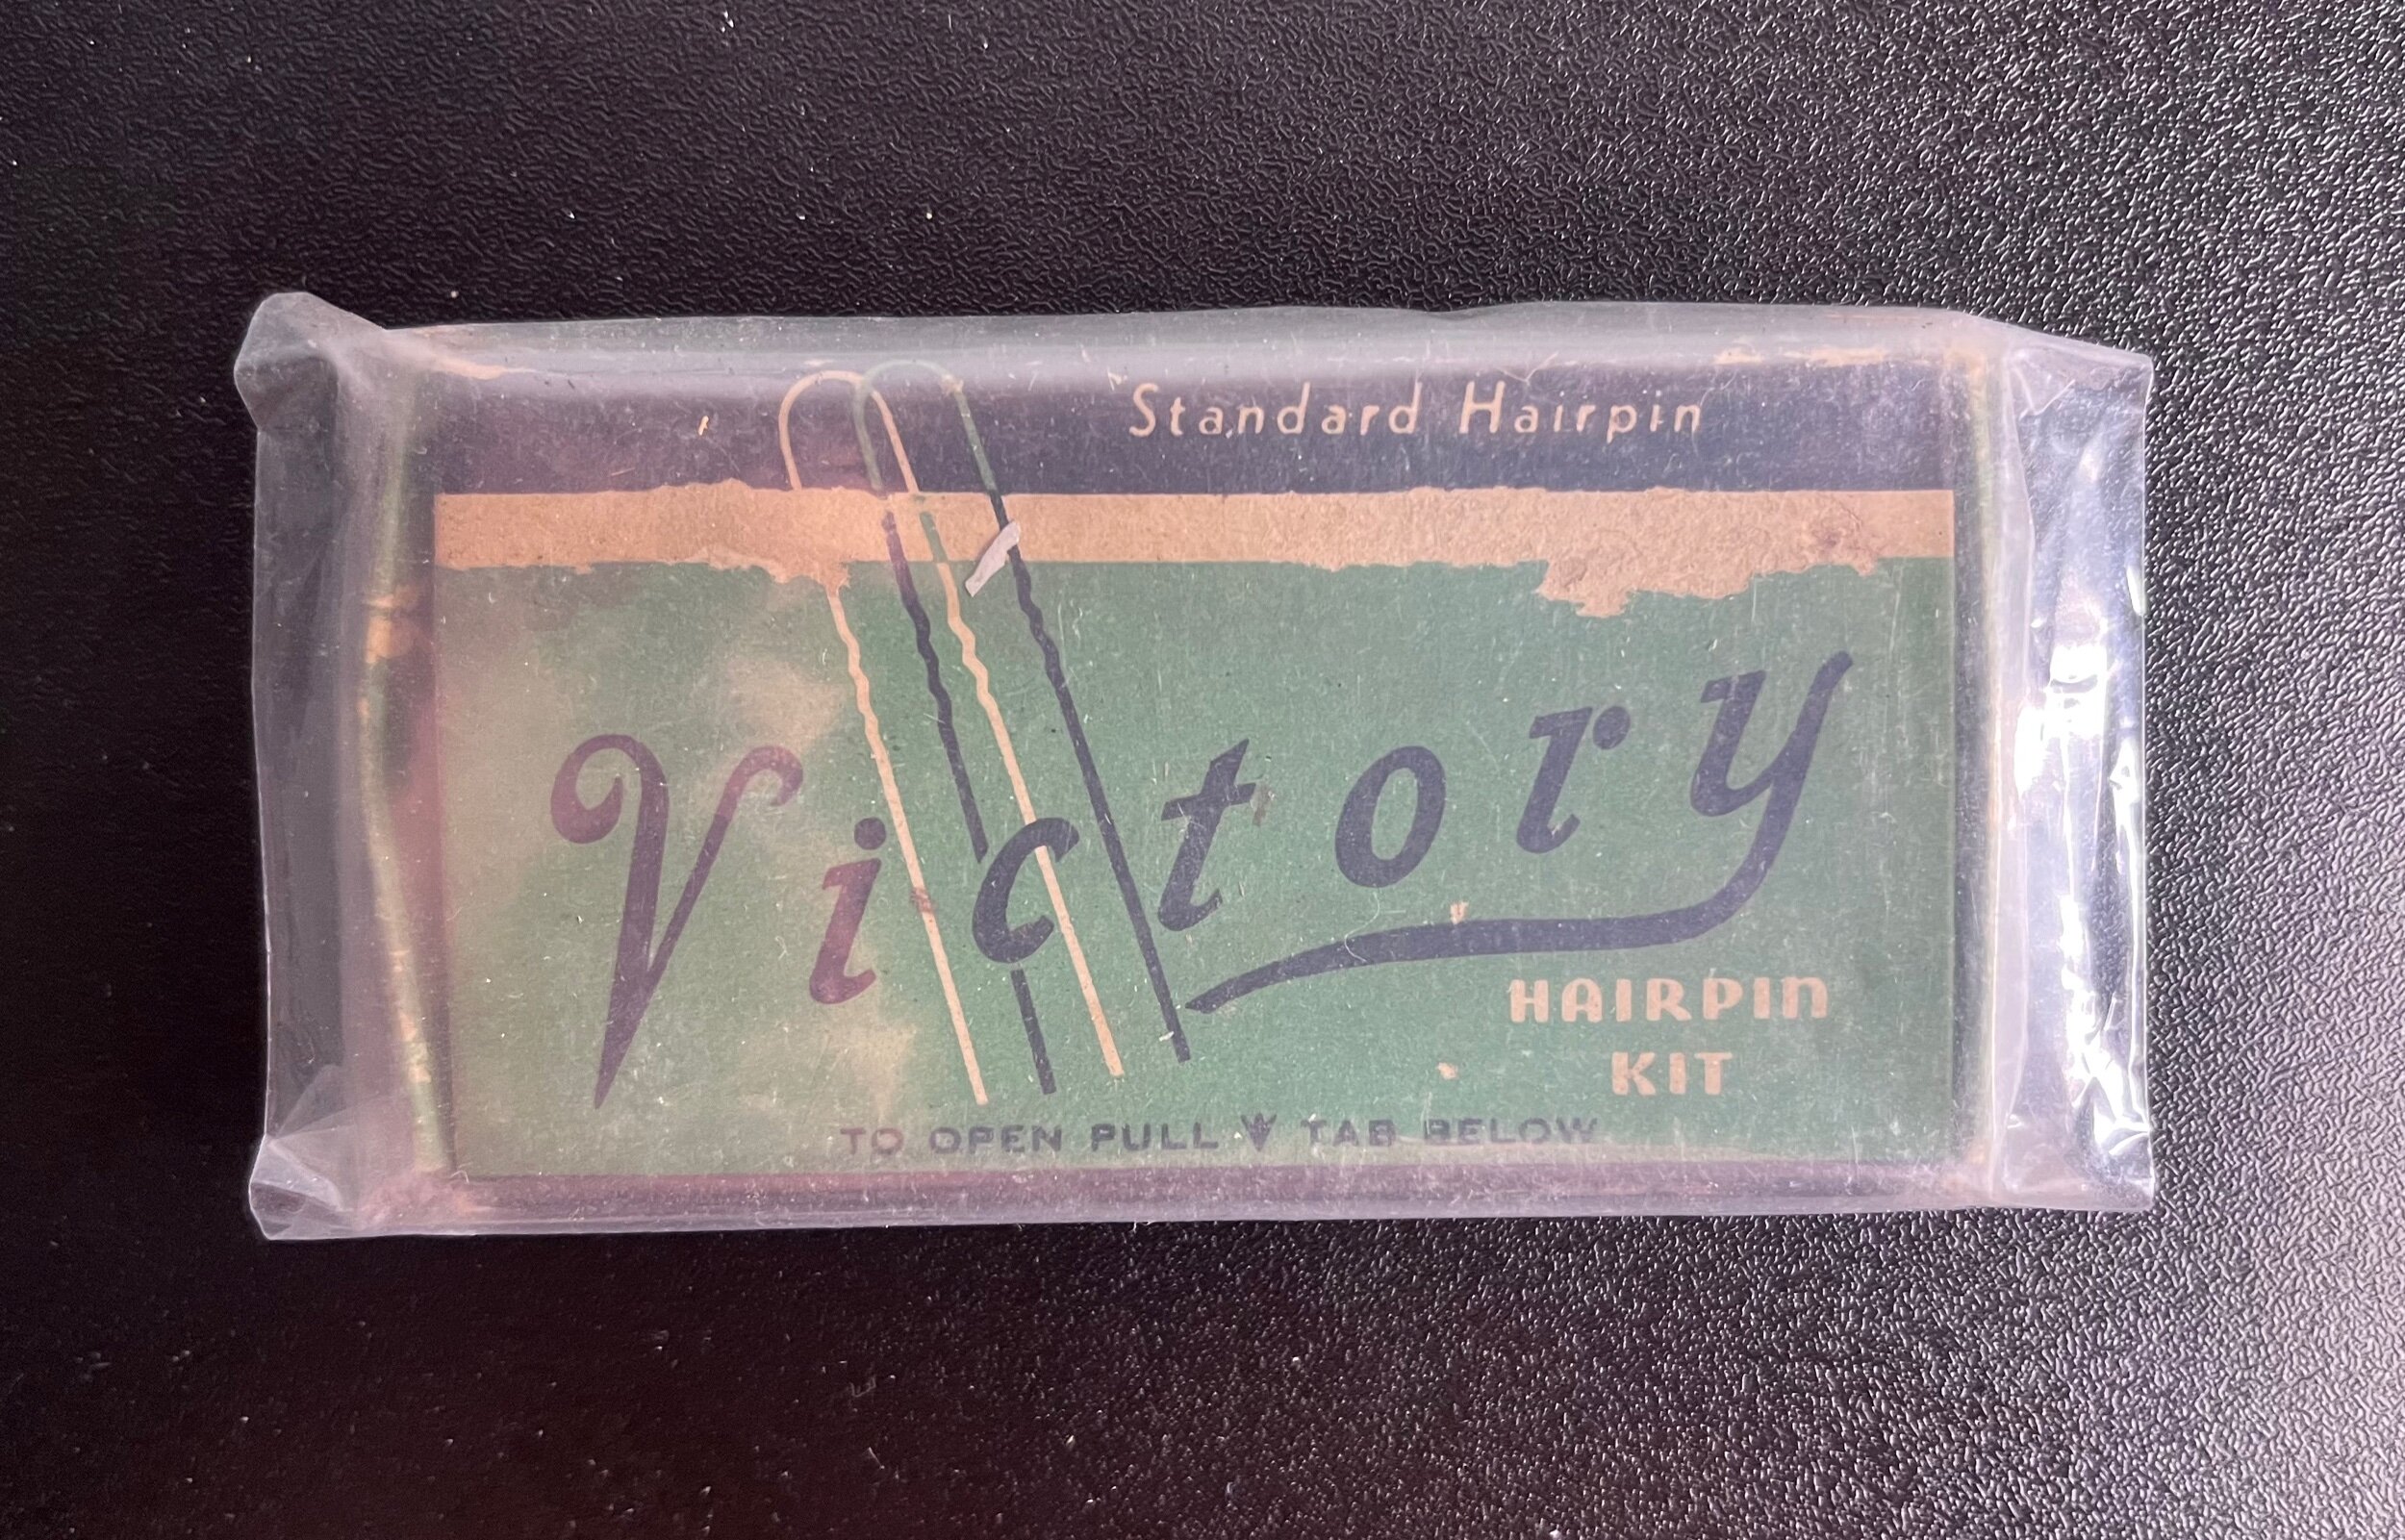 Standard Hairpin
Victory
HAIRPIN
KIT
TO OPEN PULL TAB BELOW